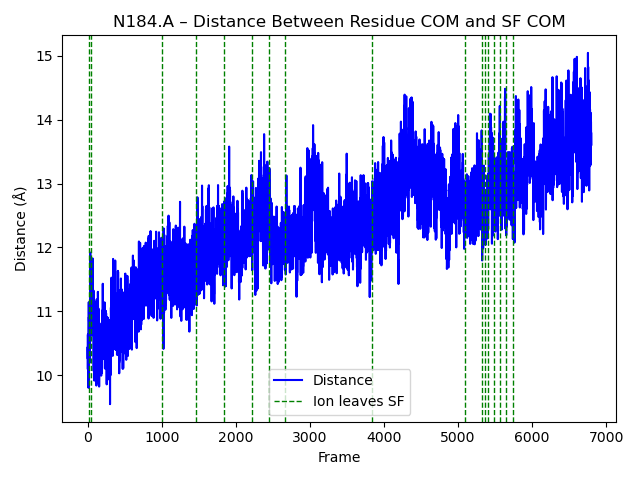 N184.A – Distance Between Residue COM and SF COM
Distance (Å)
15
14
13
12
11
10
Distance
Ion leaves SF
0 1000 2000 3000 4000 5000 6000 7000
Frame